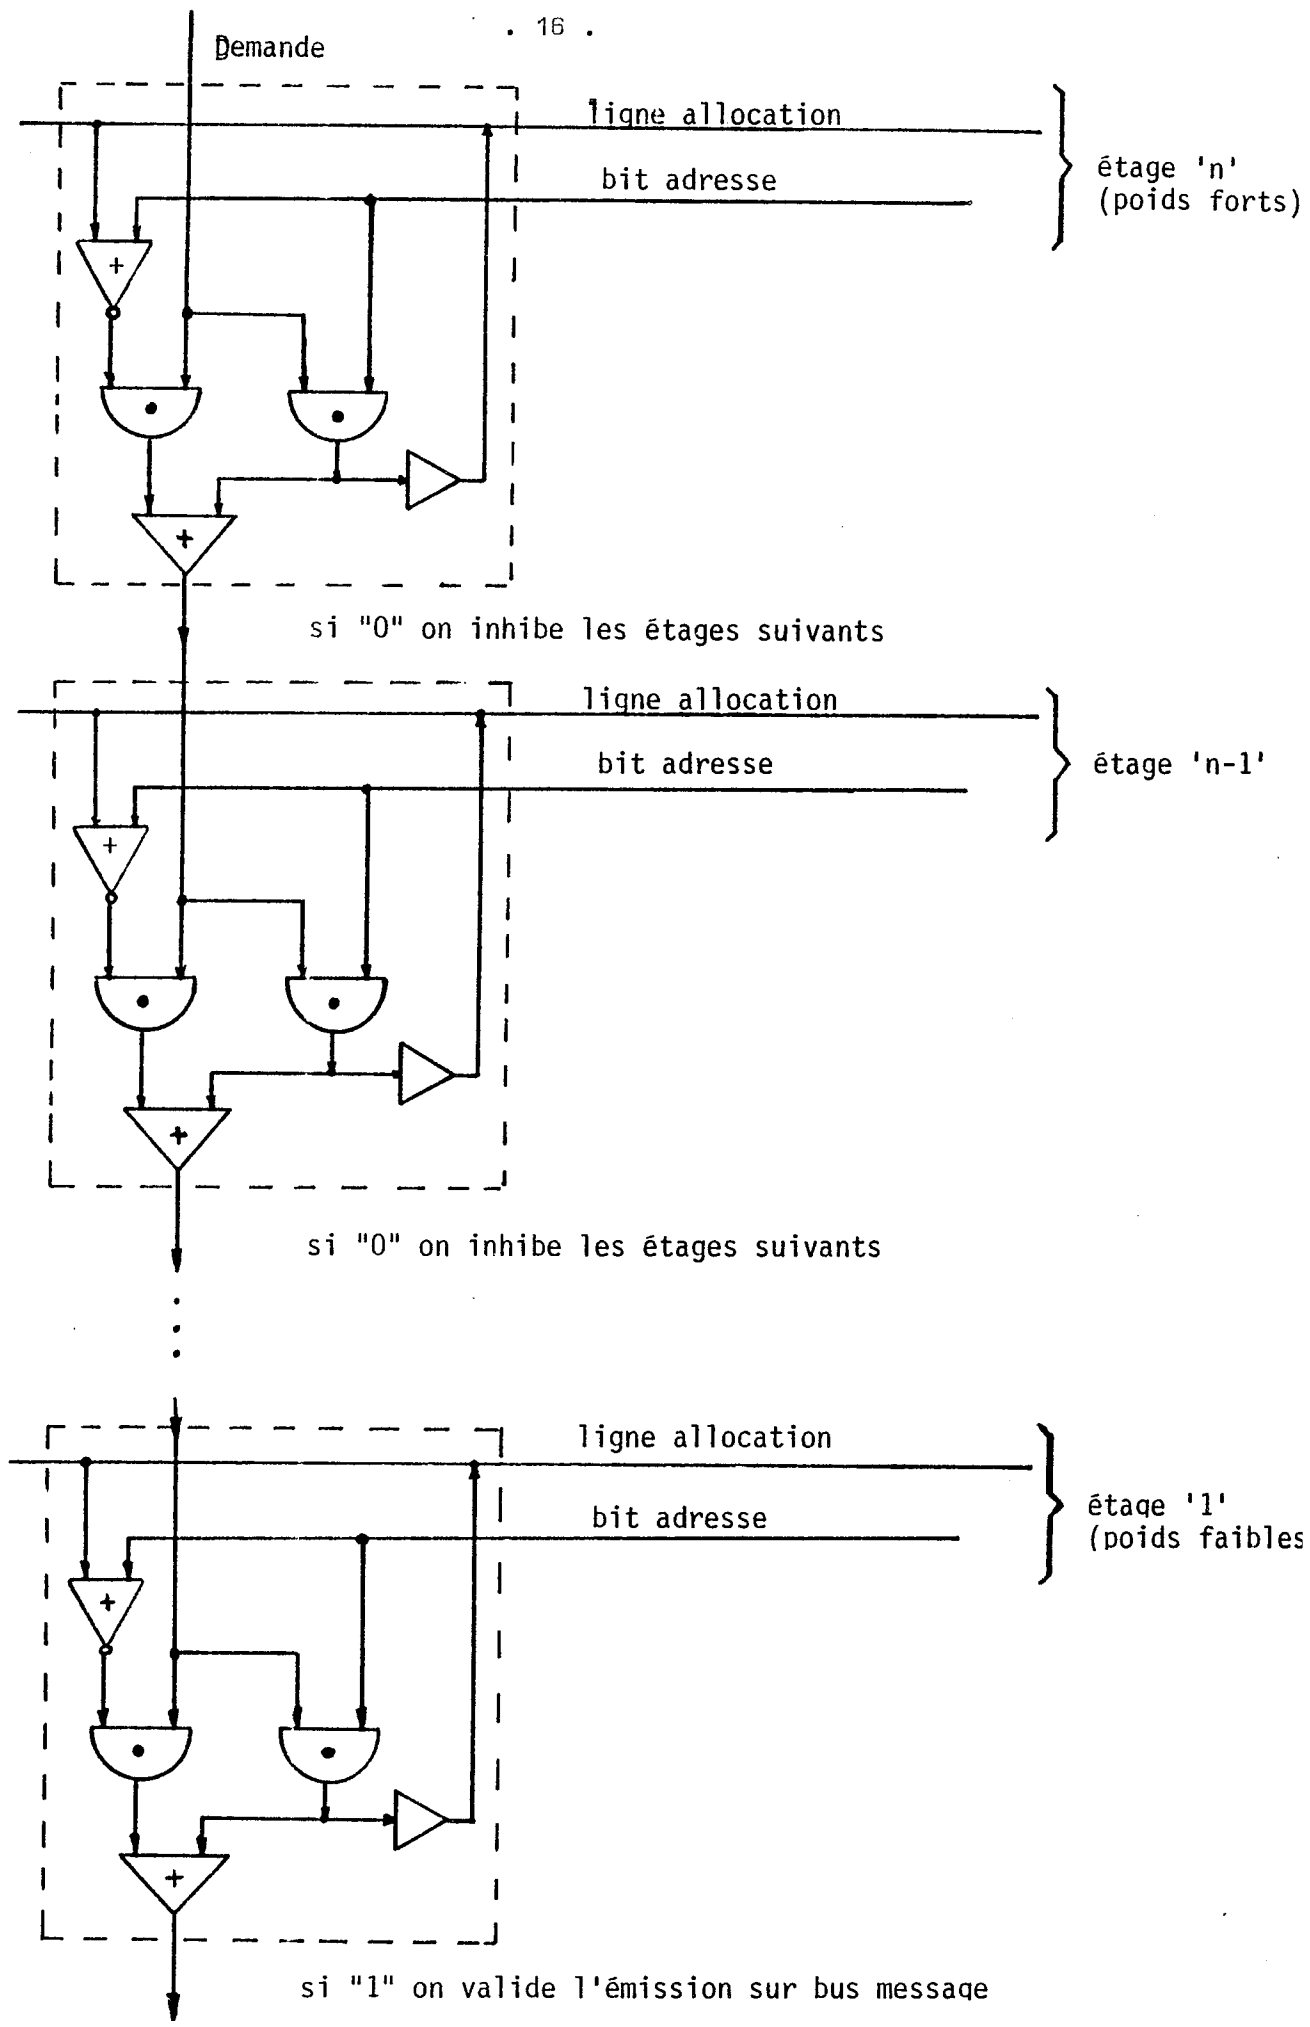 . 16 .
Demande
ligne allocation
bit adresse
étage 'n'
(poids forts)
+
+
si "0" on inhibe les étages suivants
ligne allocation
bit adresse
étage 'n-1'
+
+
si "0" on inhibe les étages suivants
ligne allocation
bit adresse
étage '1'
(poids faibles
+
+
si "1" on valide l'émission sur bus message